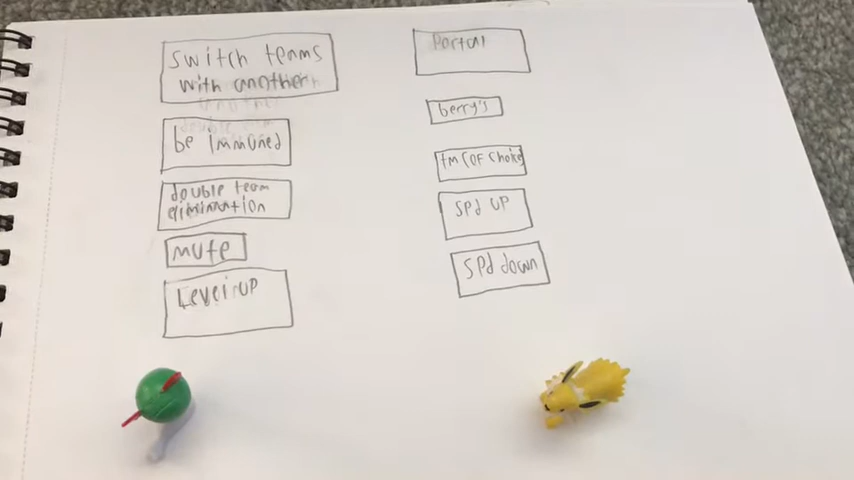 switch teams
with another
be immuned
double team
elimination
mute
Level up
Portal
berry's
tm (OF choice)
spd up
spd down